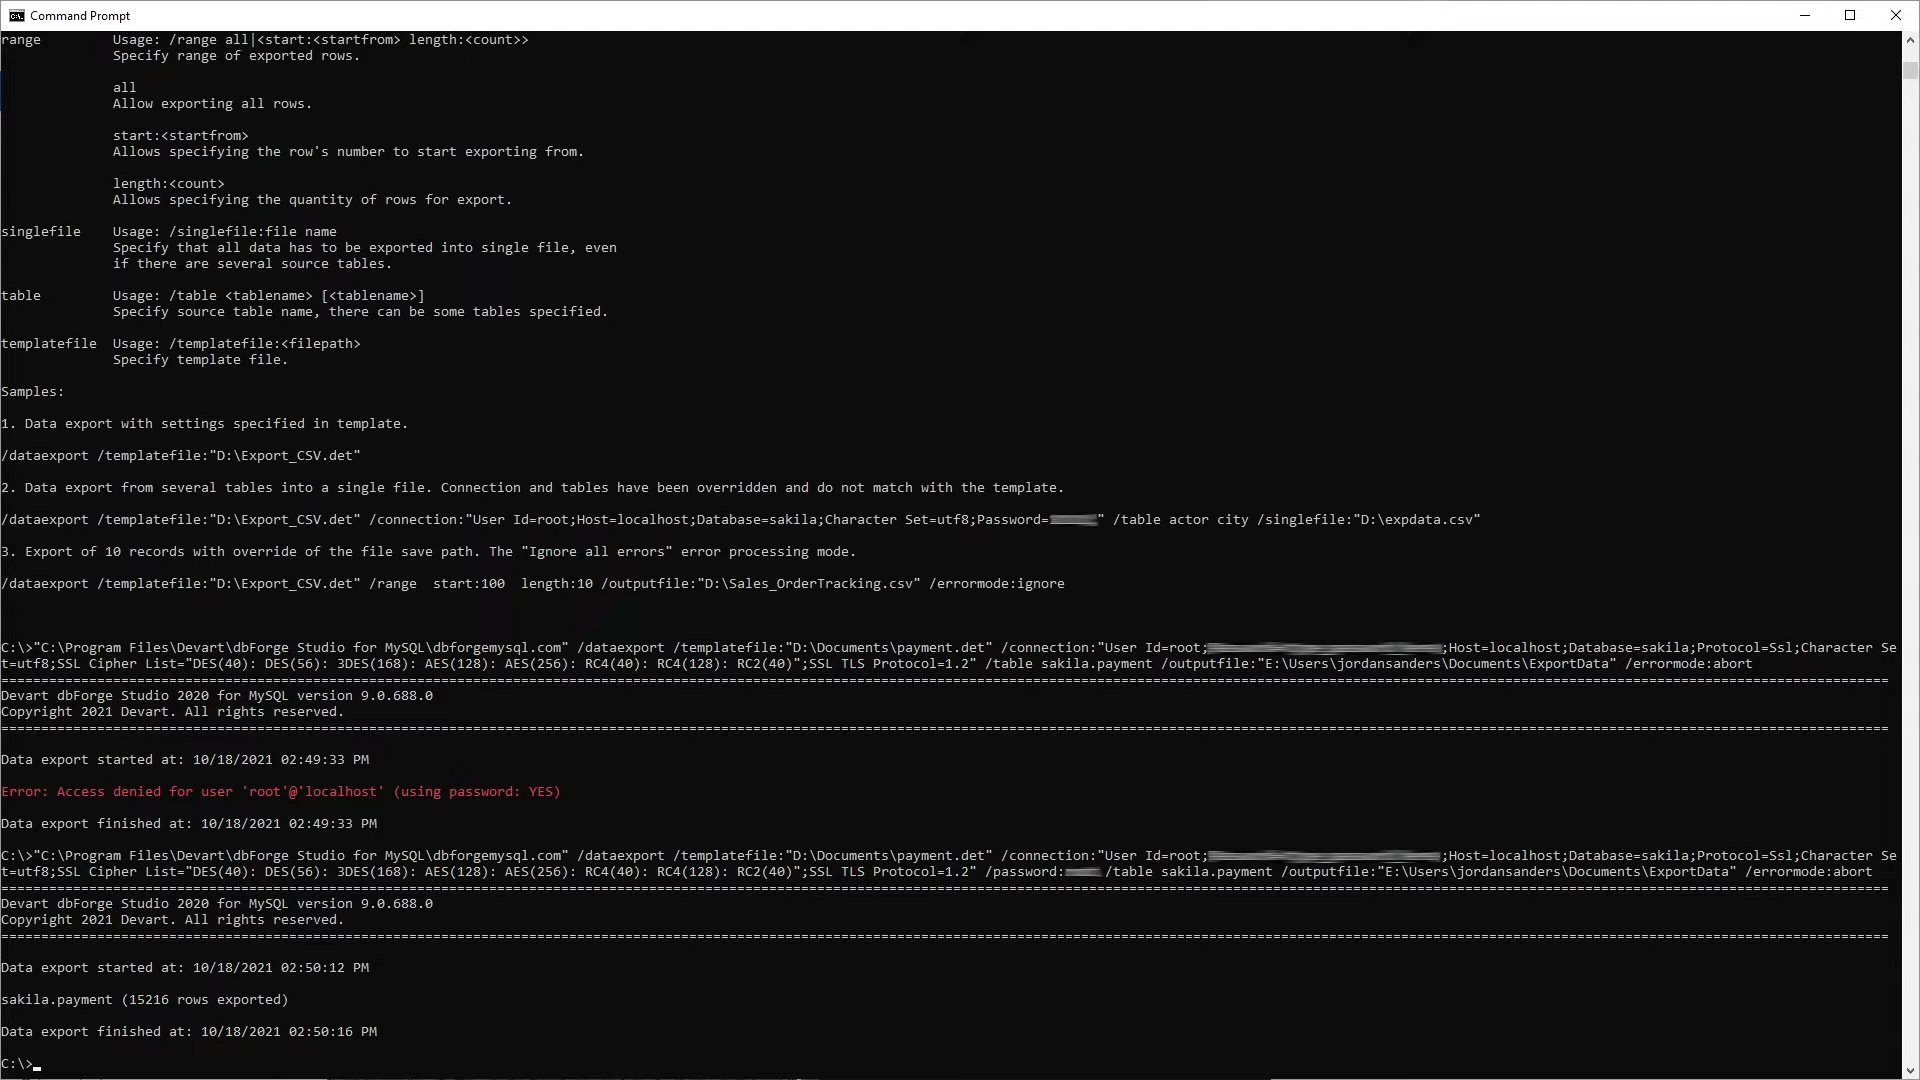 Command Prompt
range Usage: /range all|<start:<startfrom> length:<count>>
Specify range of exported rows.
all
Allow exporting all rows.
start:<startfrom>
Allows specifying the row's number to start exporting from.
length:<count>
Allows specifying the quantity of rows for export.
singlefile Usage: /singlefile:file name
Specify that all data has to be exported into single file, even
if there are several source tables.
table Usage: /table <tablename> [<tablename>]
Specify source table name, there can be some tables specified.
templatefile Usage: /templatefile:<filepath>
Specify template file.
Samples:
1. Data export with settings specified in template.
/dataexport /templatefile:"D:\Export_CSV.det"
2. Data export from several tables into a single file. Connection and tables have been overridden and do not match with the template.
/dataexport /templatefile:"D:\Export_CSV.det" /connection:"User Id=root;Host=localhost;Database=sakila;Character Set=utf8;Password=" /table actor city /singlefile:"D:\expdata.csv"
3. Export of 10 records with override of the file save path. The "Ignore all errors" error processing mode.
/dataexport /templatefile:"D:\Export_CSV.det" /range  start:100  length:10 /outputfile:"D:\Sales_OrderTracking.csv" /errormode:ignore
C:\>"C:\Program Files\Devart\dbForge Studio for MySQL\dbforgemysql.com" /dataexport /templatefile:"D:\Documents\payment.det" /connection:"User Id=root;;Host=localhost;Database=sakila;Protocol=Ssl;Character Se
t=utf8;SSL Cipher List="DES(40): DES(56): 3DES(168): AES(128): AES(256): RC4(40): RC4(128): RC2(40)";SSL TLS Protocol=1.2" /table sakila.payment /outputfile:"E:\Users\jordansanders\Documents\ExportData" /errormode:abort
Devart dbForge Studio 2020 for MySQL version 9.0.688.0
Copyright 2021 Devart. All rights reserved.
Data export started at: 10/18/2021 02:49:33 PM
Error: Access denied for user 'root'@'localhost' (using password: YES)
Data export finished at: 10/18/2021 02:49:33 PM
C:\>"C:\Program Files\Devart\dbForge Studio for MySQL\dbforgemysql.com" /dataexport /templatefile:"D:\Documents\payment.det" /connection:"User Id=root;;Host=localhost;Database=sakila;Protocol=Ssl;Character Se
t=utf8;SSL Cipher List="DES(40): DES(56): 3DES(168): AES(128): AES(256): RC4(40): RC4(128): RC2(40)";SSL TLS Protocol=1.2" /password: /table sakila.payment /outputfile:"E:\Users\jordansanders\Documents\ExportData" /errormode:abort
Devart dbForge Studio 2020 for MySQL version 9.0.688.0
Copyright 2021 Devart. All rights reserved.
Data export started at: 10/18/2021 02:50:12 PM
sakila.payment (15216 rows exported)
Data export finished at: 10/18/2021 02:50:16 PM
C:\>